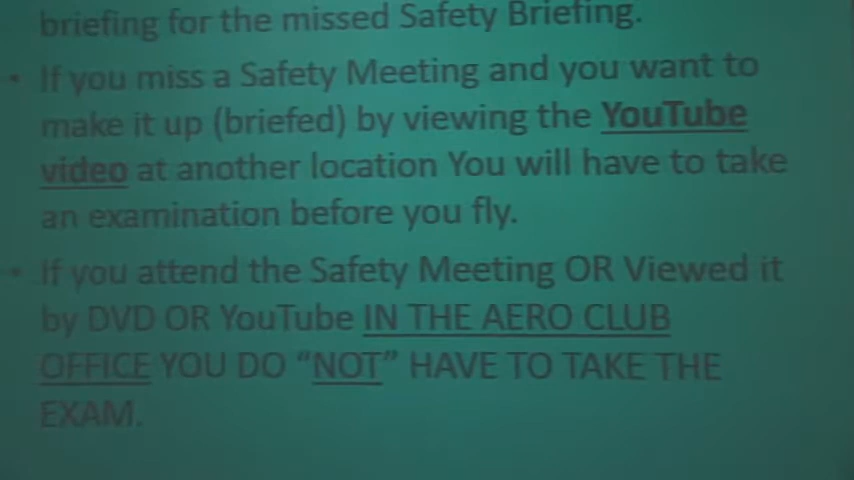 briefing for the missed Safety Briefing.
• If you miss a Safety Meeting and you want to
make it up (briefed) by viewing the YouTube
video at another location You will have to take
an examination before you fly.
• If you attend the Safety Meeting OR Viewed it
by DVD OR YouTube IN THE AERO CLUB
OFFICE YOU DO “NOT” HAVE TO TAKE THE
EXAM.